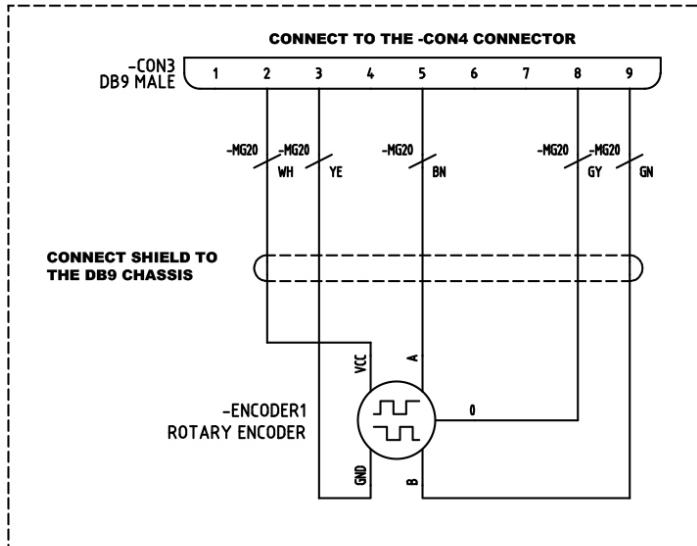 CONNECT TO THE -CON4 CONNECTOR
-CON3
DB9 MALE
1 2 3 4 5 6 7 8 9
-MG20 -MG20 -MG20 -MG20 -MG20
WH YE BN GY GN
CONNECT SHIELD TO
THE DB9 CHASSIS
VCC A
-ENCODER1
ROTARY ENCODER
0
GND B